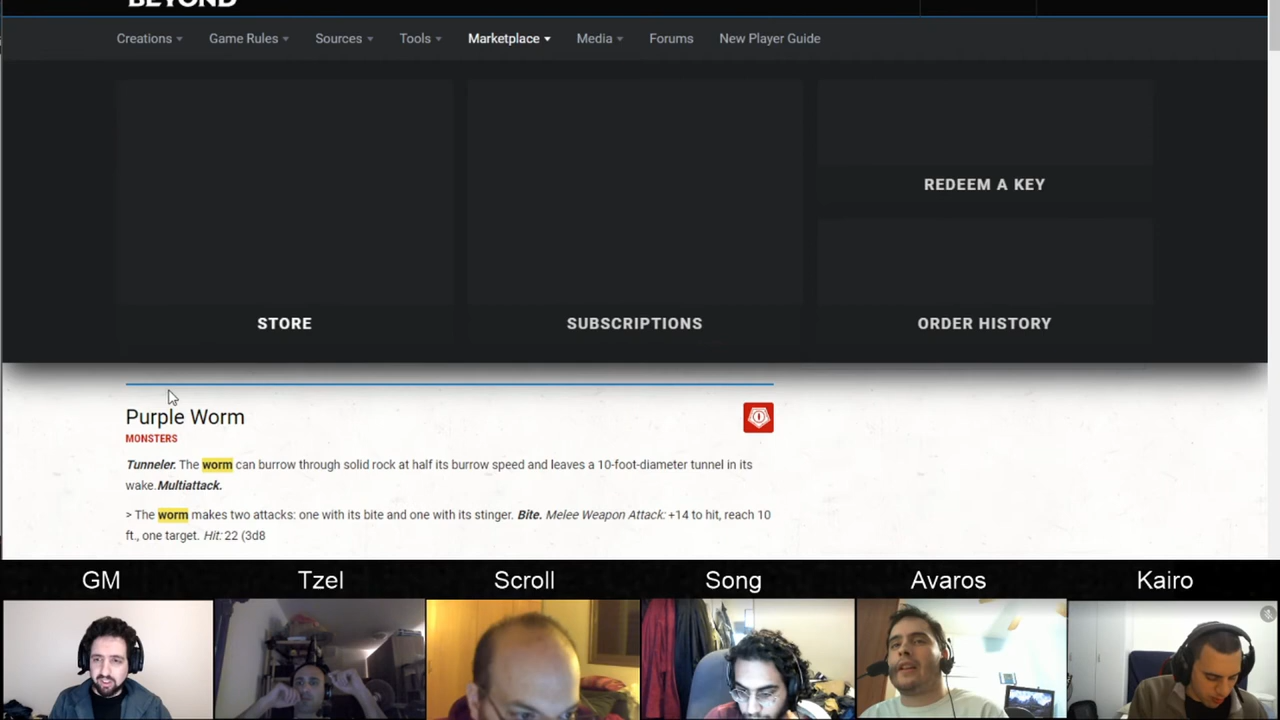 BEYOND
Creations Game Rules Sources Tools Marketplace Media Forums New Player Guide
REDEEM A KEY
STORE SUBSCRIPTIONS ORDER HISTORY
Purple Worm
MONSTERS
Tunneler. The worm can burrow through solid rock at half its burrow speed and leaves a 10-foot-diameter tunnel in its
wake.Multiattack.
> The worm makes two attacks: one with its bite and one with its stinger. Bite. Melee Weapon Attack: +14 to hit, reach 10
ft., one target. Hit: 22 (3d8
GM Tzel Scroll Song Avaros Kairo